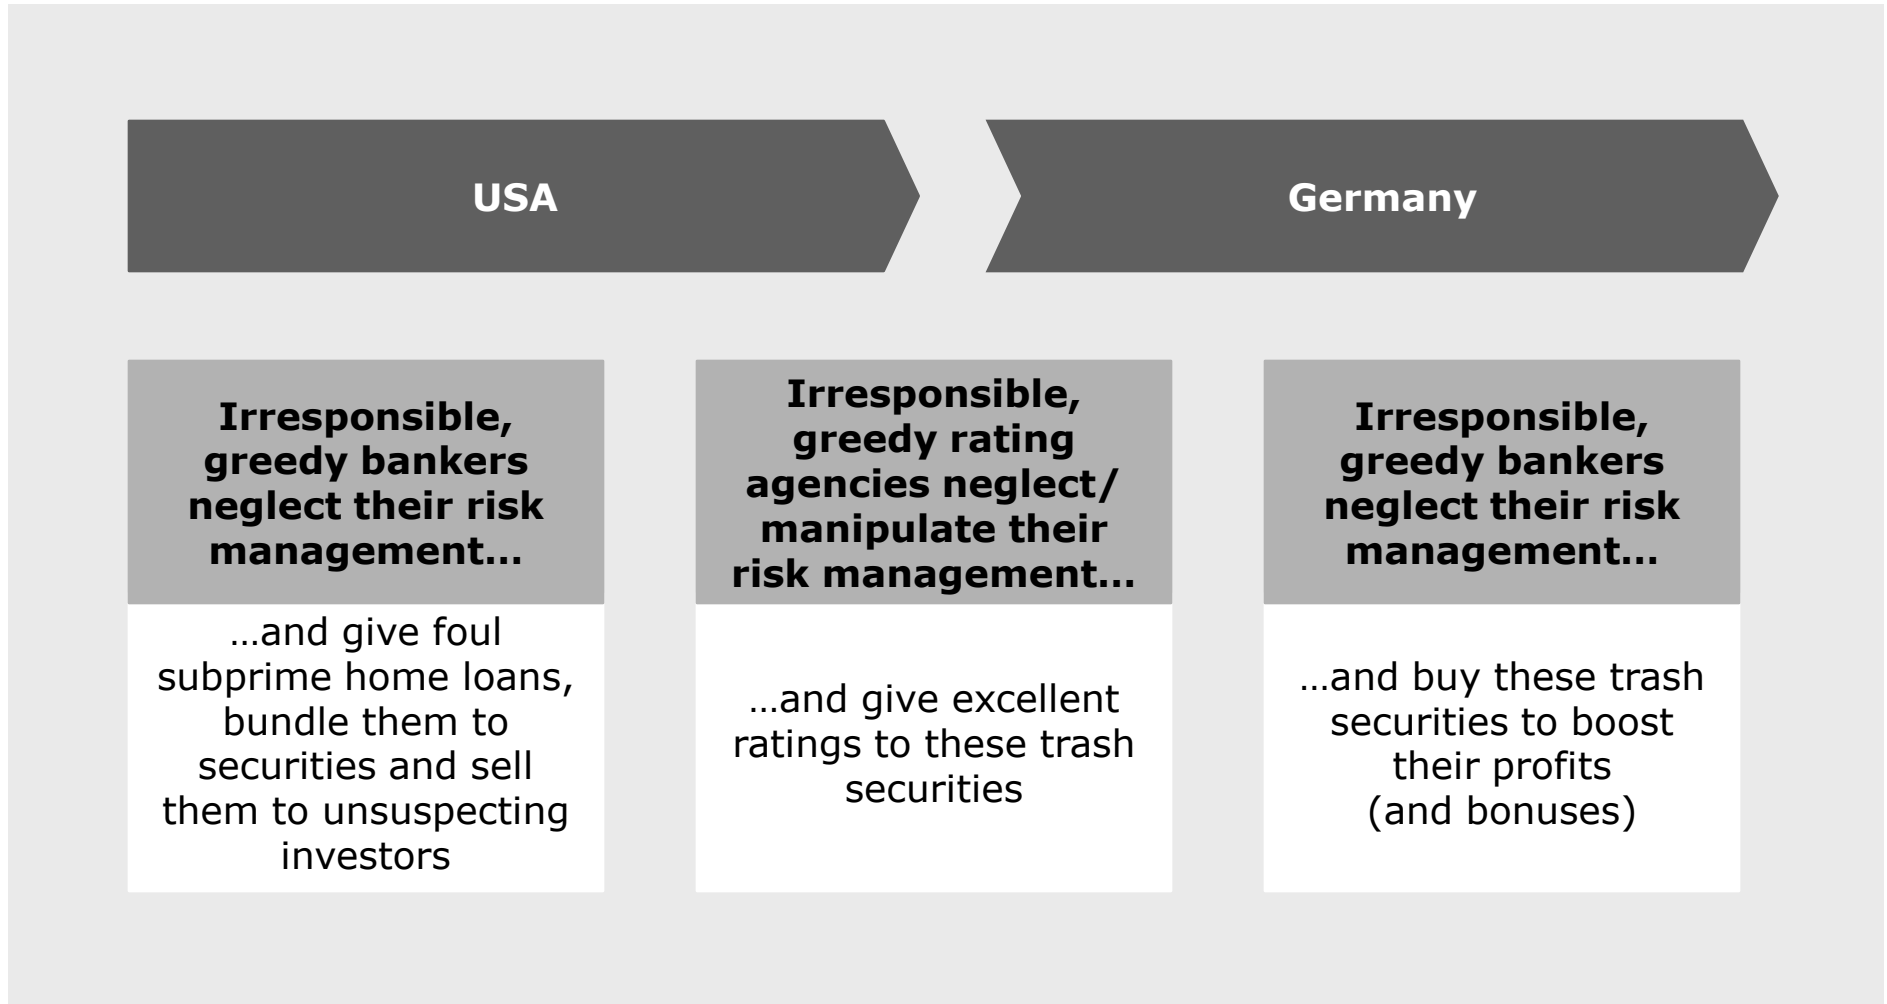 USA
Germany
Irresponsible,
greedy bankers
neglect their risk
management…
…and give foul
subprime home loans,
bundle them to
securities and sell
them to unsuspecting
investors
Irresponsible,
greedy rating
agencies neglect/
manipulate their
risk management…
…and give excellent
ratings to these trash
securities
Irresponsible,
greedy bankers
neglect their risk
management…
…and buy these trash
securities to boost
their profits
(and bonuses)